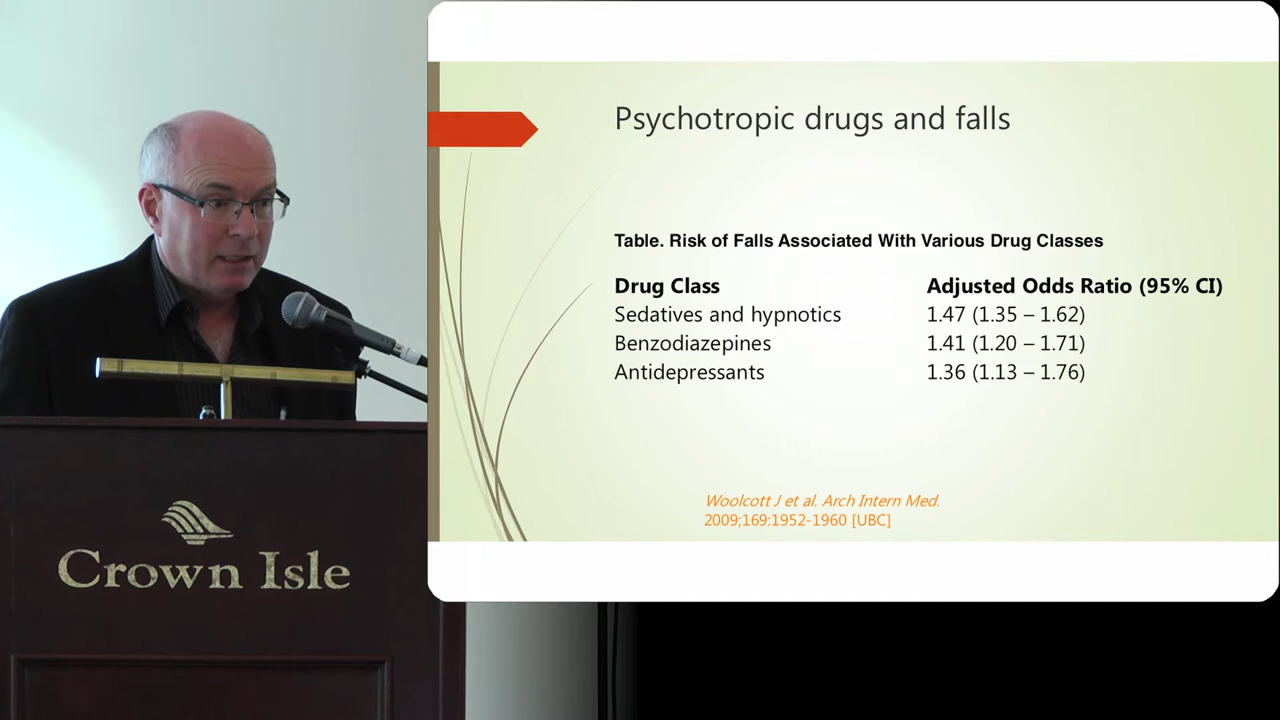 Psychotropic drugs and falls
Table. Risk of Falls Associated With Various Drug Classes
Drug Class Adjusted Odds Ratio (95% CI)
Sedatives and hypnotics 1.47 (1.35 – 1.62)
Benzodiazepines 1.41 (1.20 – 1.71)
Antidepressants 1.36 (1.13 – 1.76)
Woolcott J et al. Arch Intern Med.
2009;169:1952-1960 [UBC]
Crown Isle